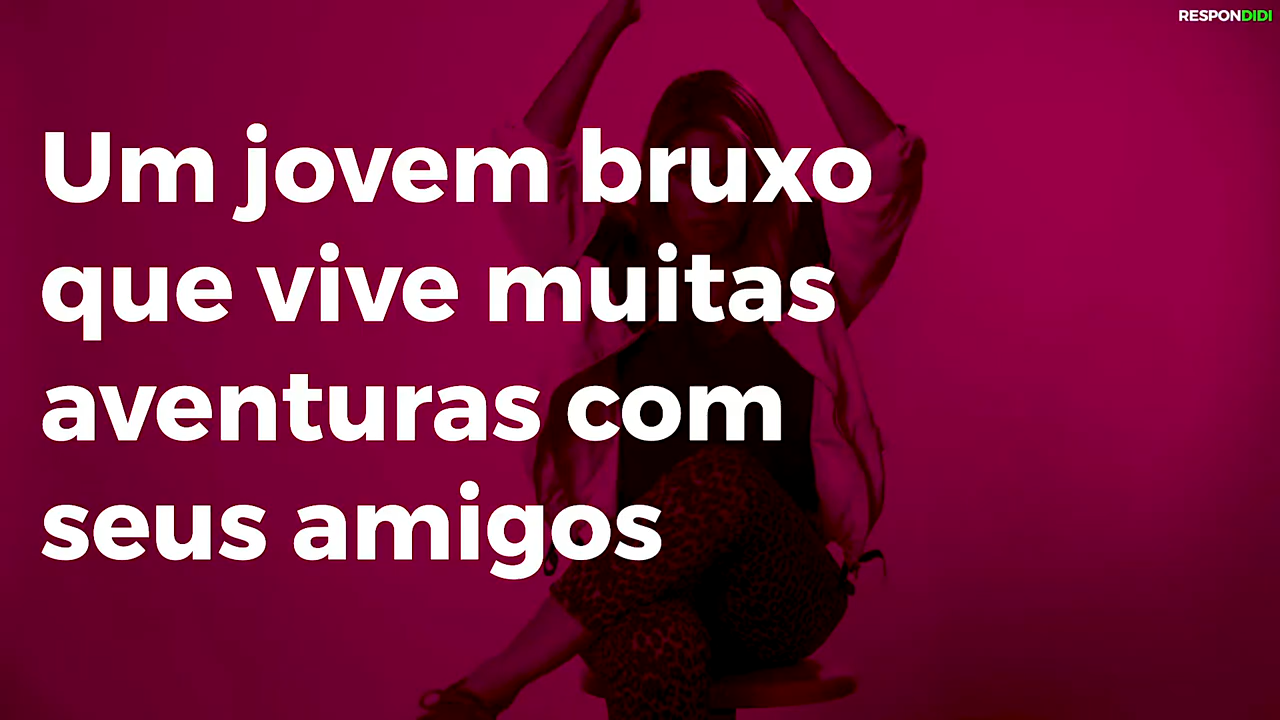 RESPONDIDI
Um jovem bruxo
que vive muitas
aventuras com
seus amigos